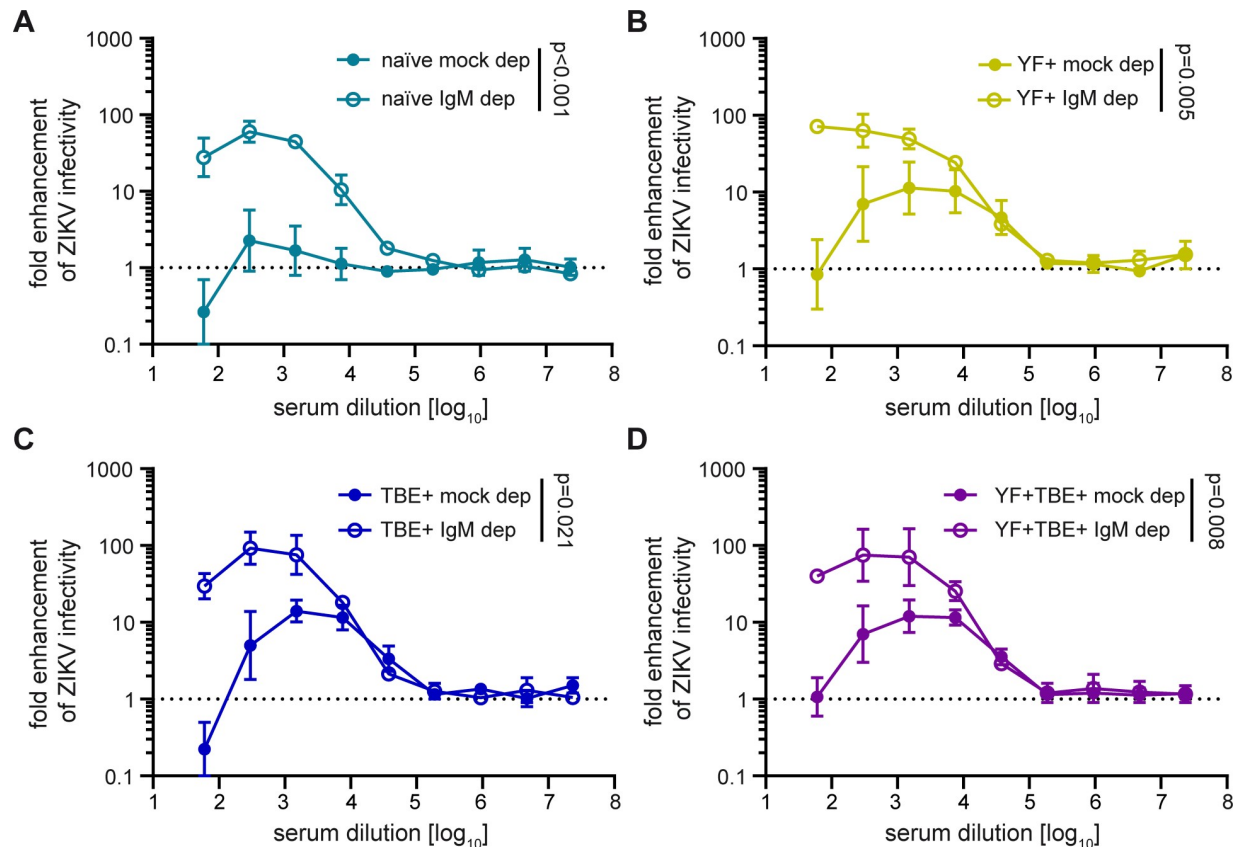 A
1000
100
10
1
0.1
fold enhancement
of ZIKV infectivity
naïve mock dep
naïve IgM dep
p<0.001
1 2 3 4 5 6 7 8
serum dilution [log₁₀]
B
1000
100
10
1
0.1
fold enhancement
of ZIKV infectivity
YF+ mock dep
YF+ IgM dep
p=0.005
1 2 3 4 5 6 7 8
serum dilution [log₁₀]
C
1000
100
10
1
0.1
fold enhancement
of ZIKV infectivity
TBE+ mock dep
TBE+ IgM dep
p=0.021
1 2 3 4 5 6 7 8
serum dilution [log₁₀]
D
1000
100
10
1
0.1
fold enhancement
of ZIKV infectivity
YF+TBE+ mock dep
YF+TBE+ IgM dep
p=0.008
1 2 3 4 5 6 7 8
serum dilution [log₁₀]